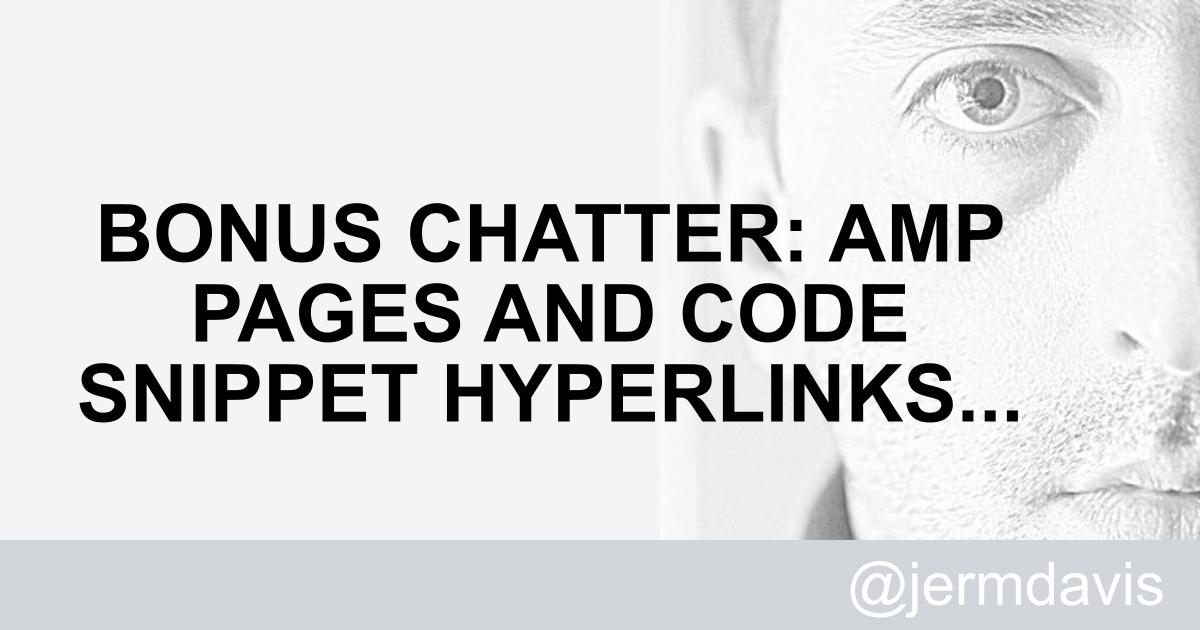 BONUS CHATTER: AMP
PAGES AND CODE
SNIPPET HYPERLINKS...
@jermdavis